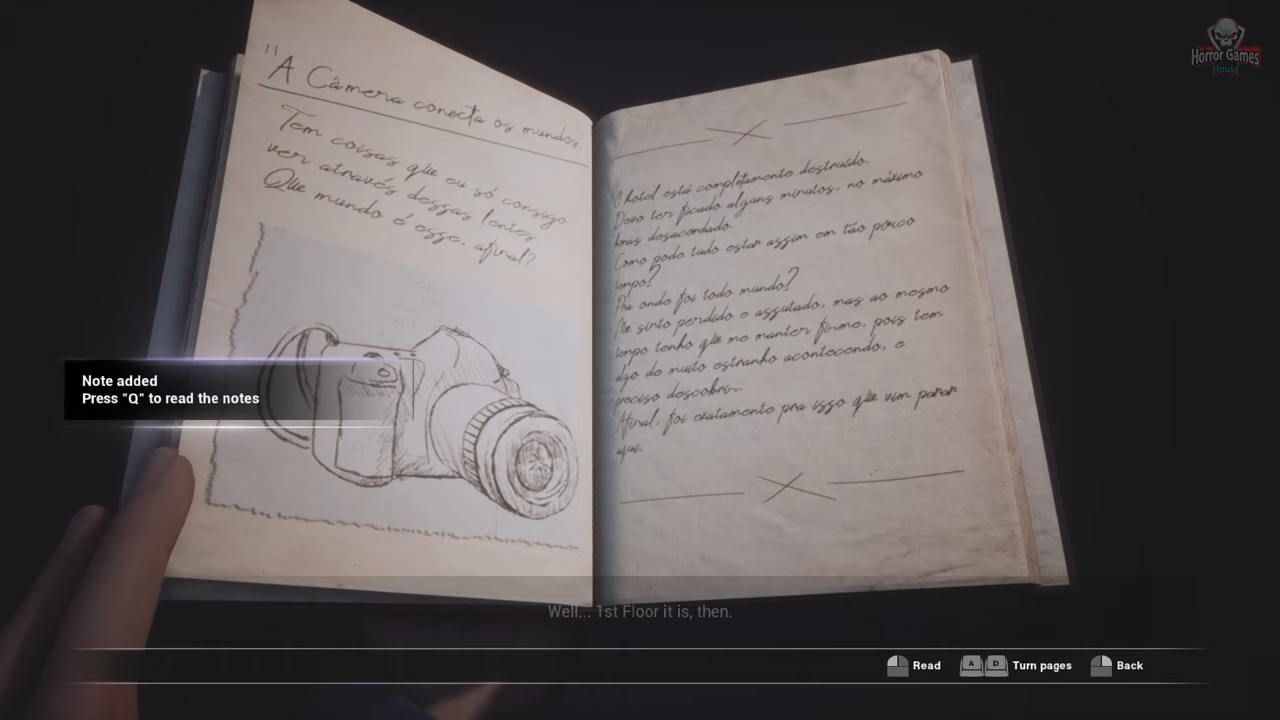 Horror Games
House
"A Câmera conecta os mundos"
Tem coisas que eu só consigo
ver através dessas lentes.
Que mundo é esse, afinal?
O hotel está completamente destruído.
Devo ter ficado alguns minutos, no máximo
horas desacordado.
Como pode tudo estar assim em tão pouco
tempo?
Pra onde foi todo mundo?
Me sinto perdido e assutado, mas ao mesmo
tempo tenho que me manter firme, pois tem
algo de muito estranho acontecendo, e
preciso descobrir.
Afinal, foi exatamente pra isso que vim parar
aqui.
Note added
Press "Q" to read the notes
Well... 1st Floor it is, then.
Read
A
D
Turn pages
Back